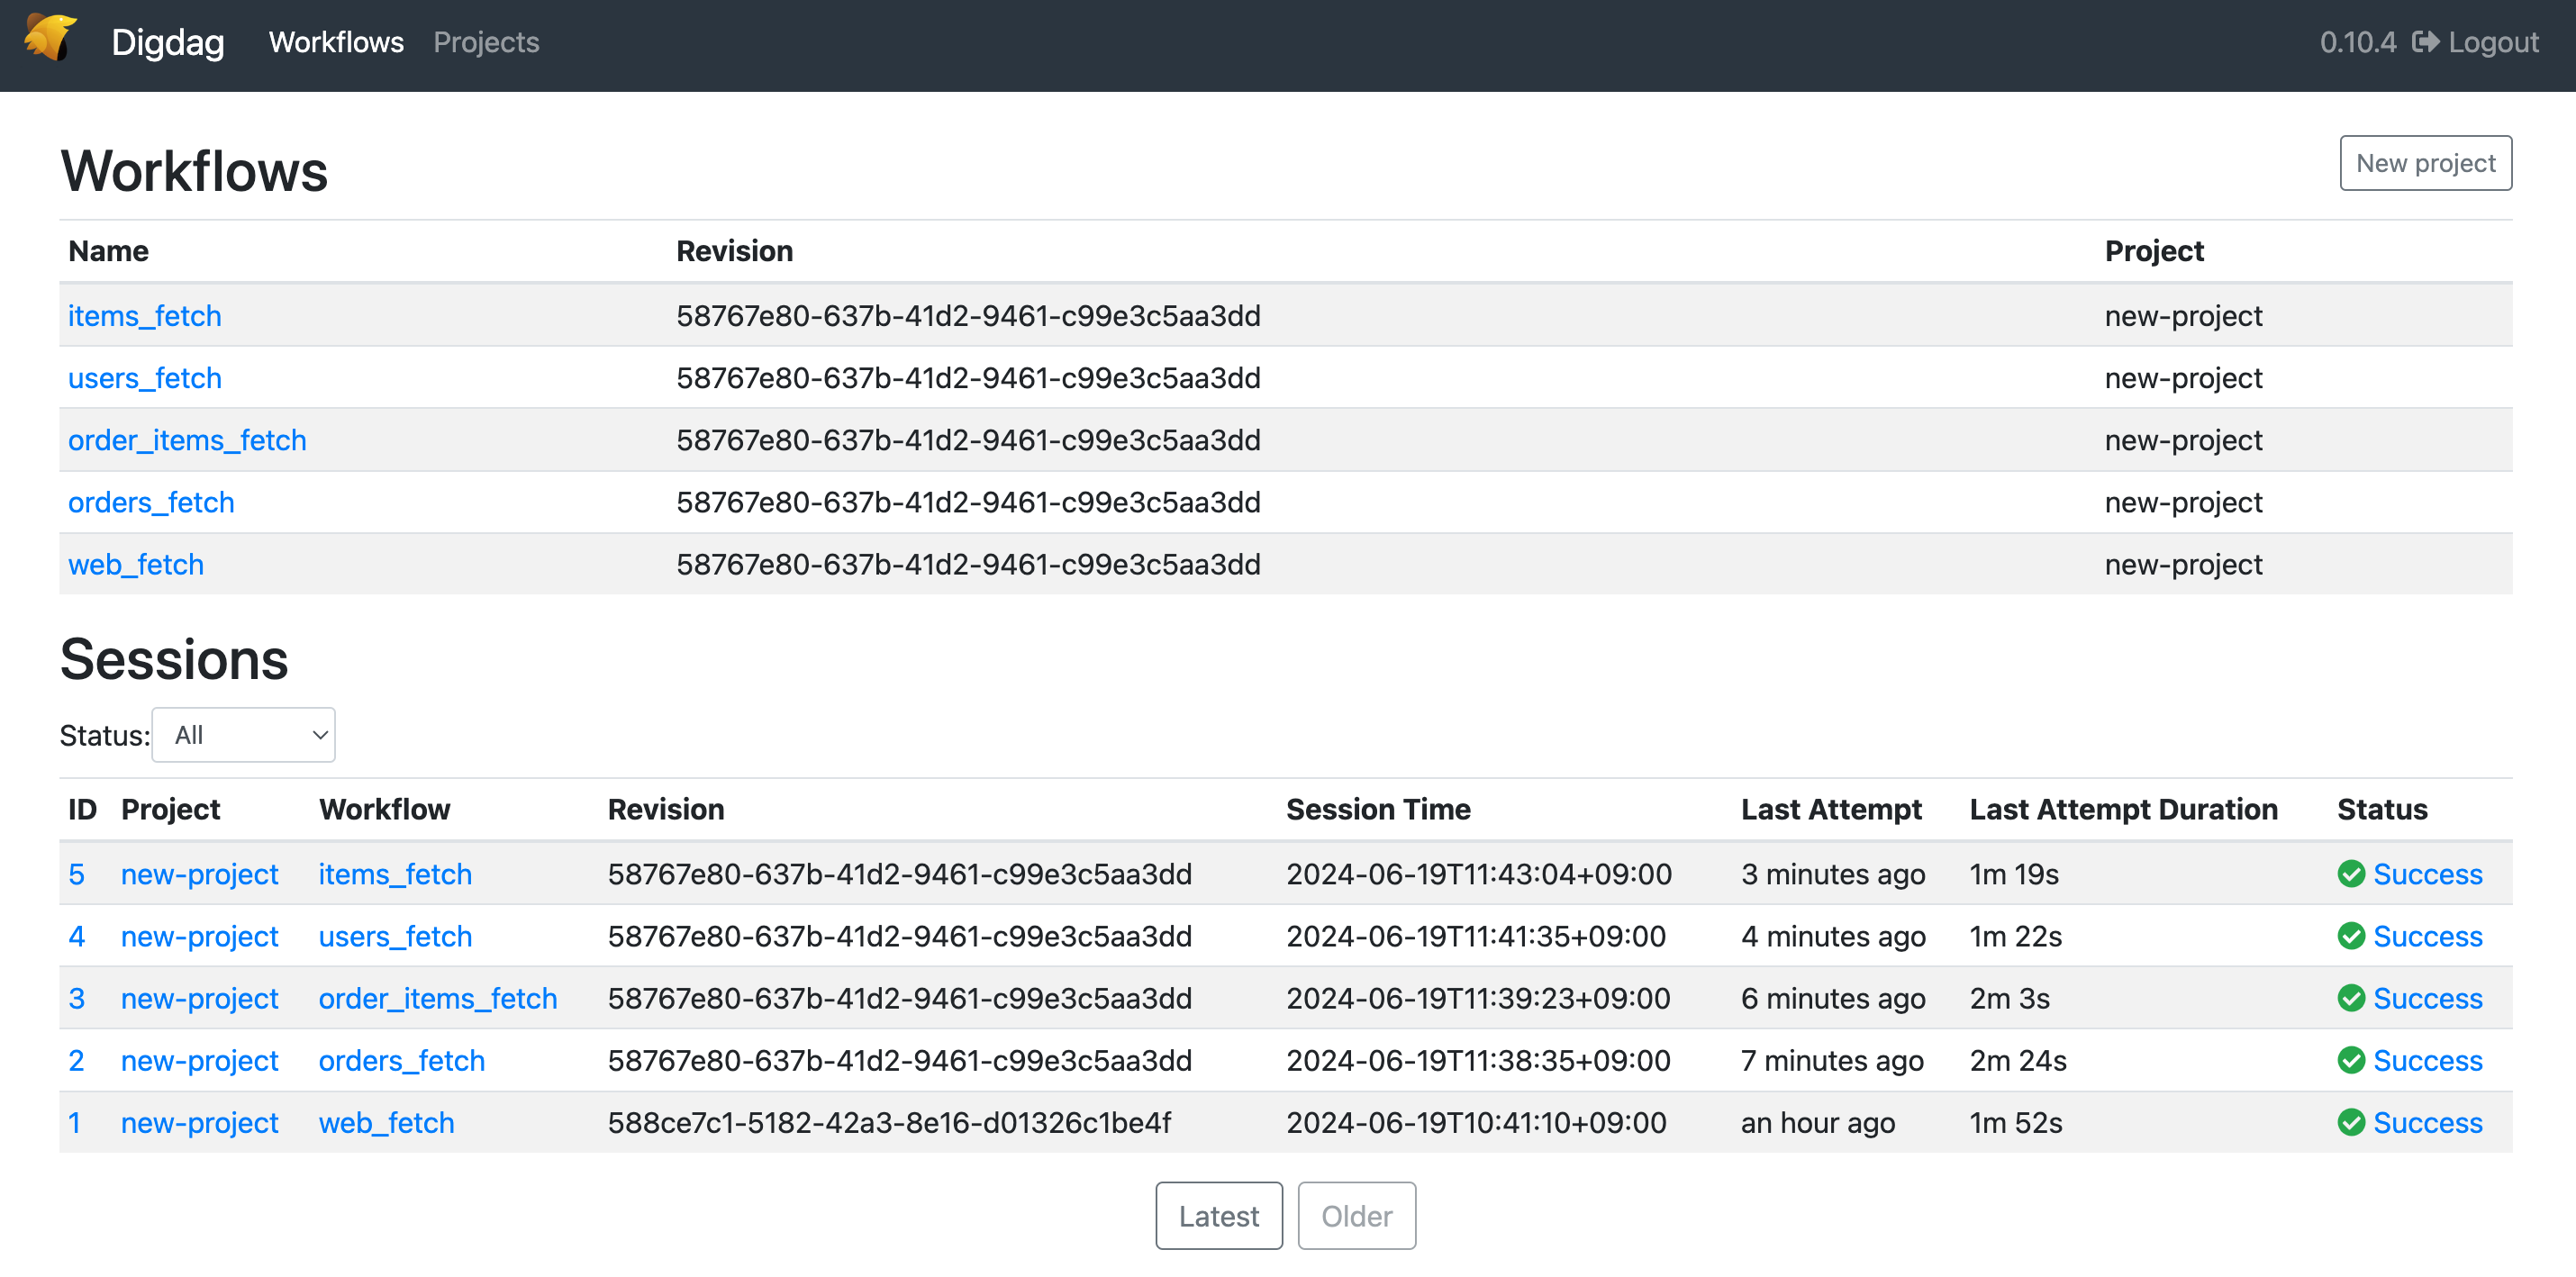 Digdag Workflows Projects 0.10.4 Logout
Workflows New project
Name Revision Project
items_fetch 58767e80-637b-41d2-9461-c99e3c5aa3dd new-project
users_fetch 58767e80-637b-41d2-9461-c99e3c5aa3dd new-project
order_items_fetch 58767e80-637b-41d2-9461-c99e3c5aa3dd new-project
orders_fetch 58767e80-637b-41d2-9461-c99e3c5aa3dd new-project
web_fetch 58767e80-637b-41d2-9461-c99e3c5aa3dd new-project
Sessions
Status: All
ID Project Workflow Revision Session Time Last Attempt Last Attempt Duration Status
5 new-project items_fetch 58767e80-637b-41d2-9461-c99e3c5aa3dd 2024-06-19T11:43:04+09:00 3 minutes ago 1m 19s Success
4 new-project users_fetch 58767e80-637b-41d2-9461-c99e3c5aa3dd 2024-06-19T11:41:35+09:00 4 minutes ago 1m 22s Success
3 new-project order_items_fetch 58767e80-637b-41d2-9461-c99e3c5aa3dd 2024-06-19T11:39:23+09:00 6 minutes ago 2m 3s Success
2 new-project orders_fetch 58767e80-637b-41d2-9461-c99e3c5aa3dd 2024-06-19T11:38:35+09:00 7 minutes ago 2m 24s Success
1 new-project web_fetch 588ce7c1-5182-42a3-8e16-d01326c1be4f 2024-06-19T10:41:10+09:00 an hour ago 1m 52s Success
Latest Older